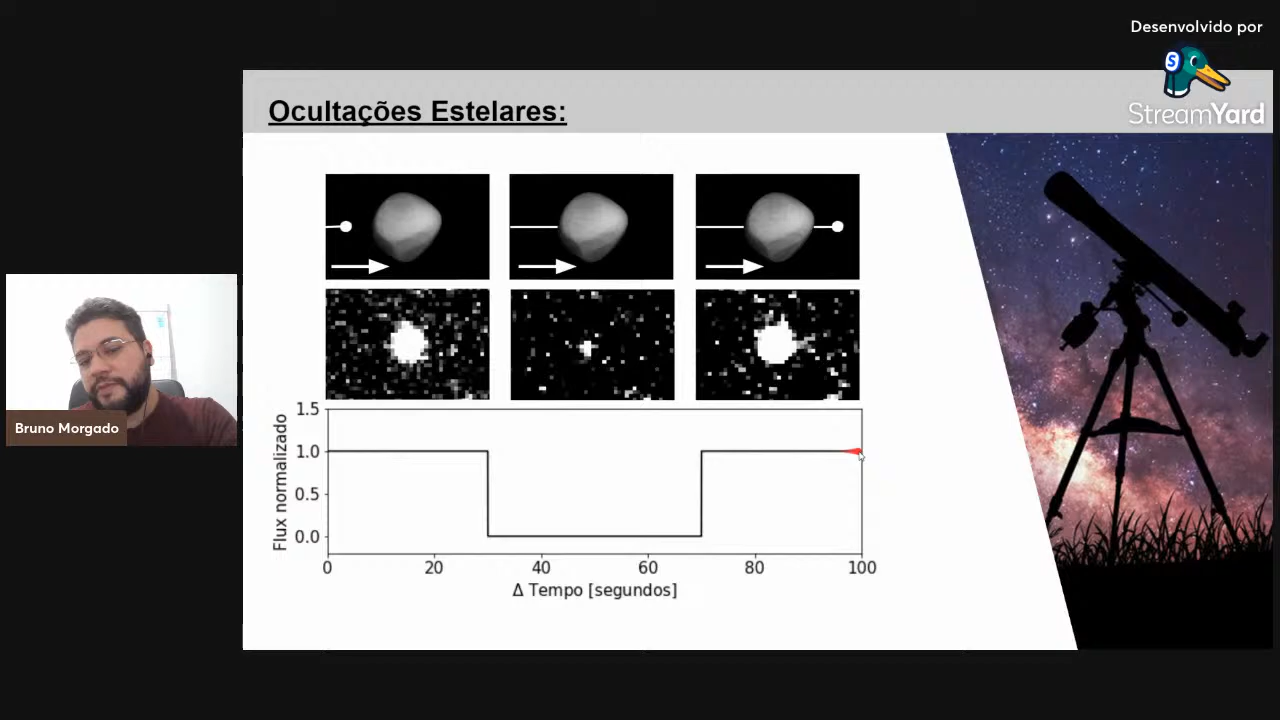 Desenvolvido por
S
StreamYard
Ocultações Estelares:
Bruno Morgado
Flux normalizado
1.5
1.0
0.5
0.0
0 20 40 60 80 100
Δ Tempo [segundos]